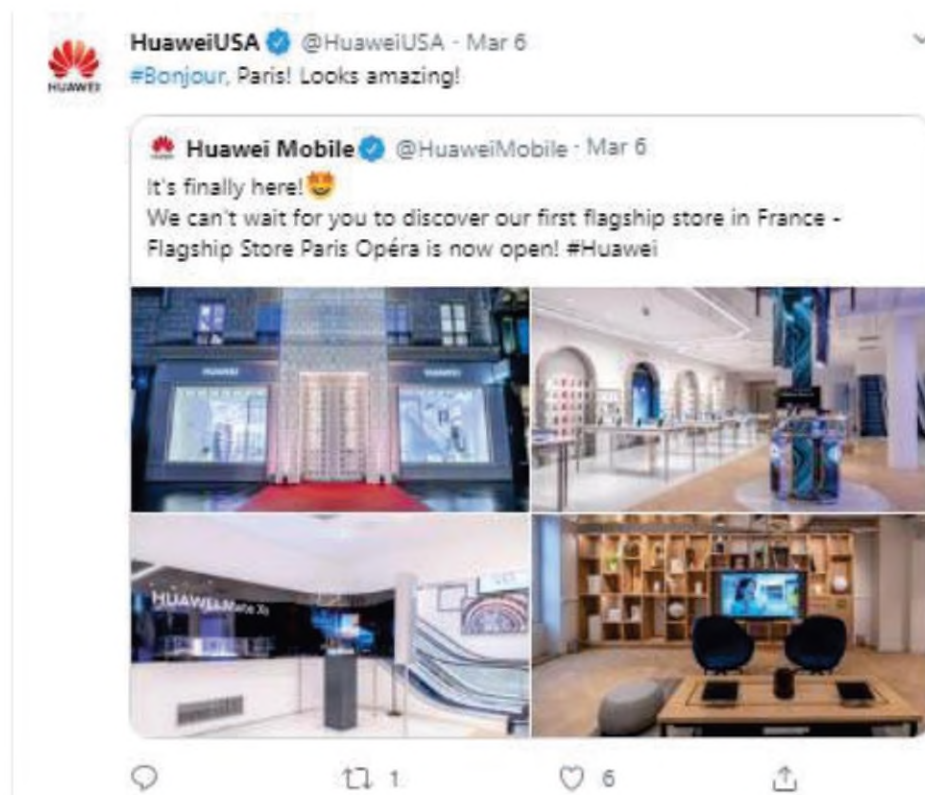 HuaweiUSA @HuaweiUSA · Mar 6
HUAWEI
#Bonjour, Paris! Looks amazing!
Huawei Mobile @HuaweiMobile · Mar 6
It's finally here!🤩
We can't wait for you to discover our first flagship store in France -
Flagship Store Paris Opéra is now open! #Huawei
HUAWEI
HUAWEI
HUAWEI Mate Xs
1
6